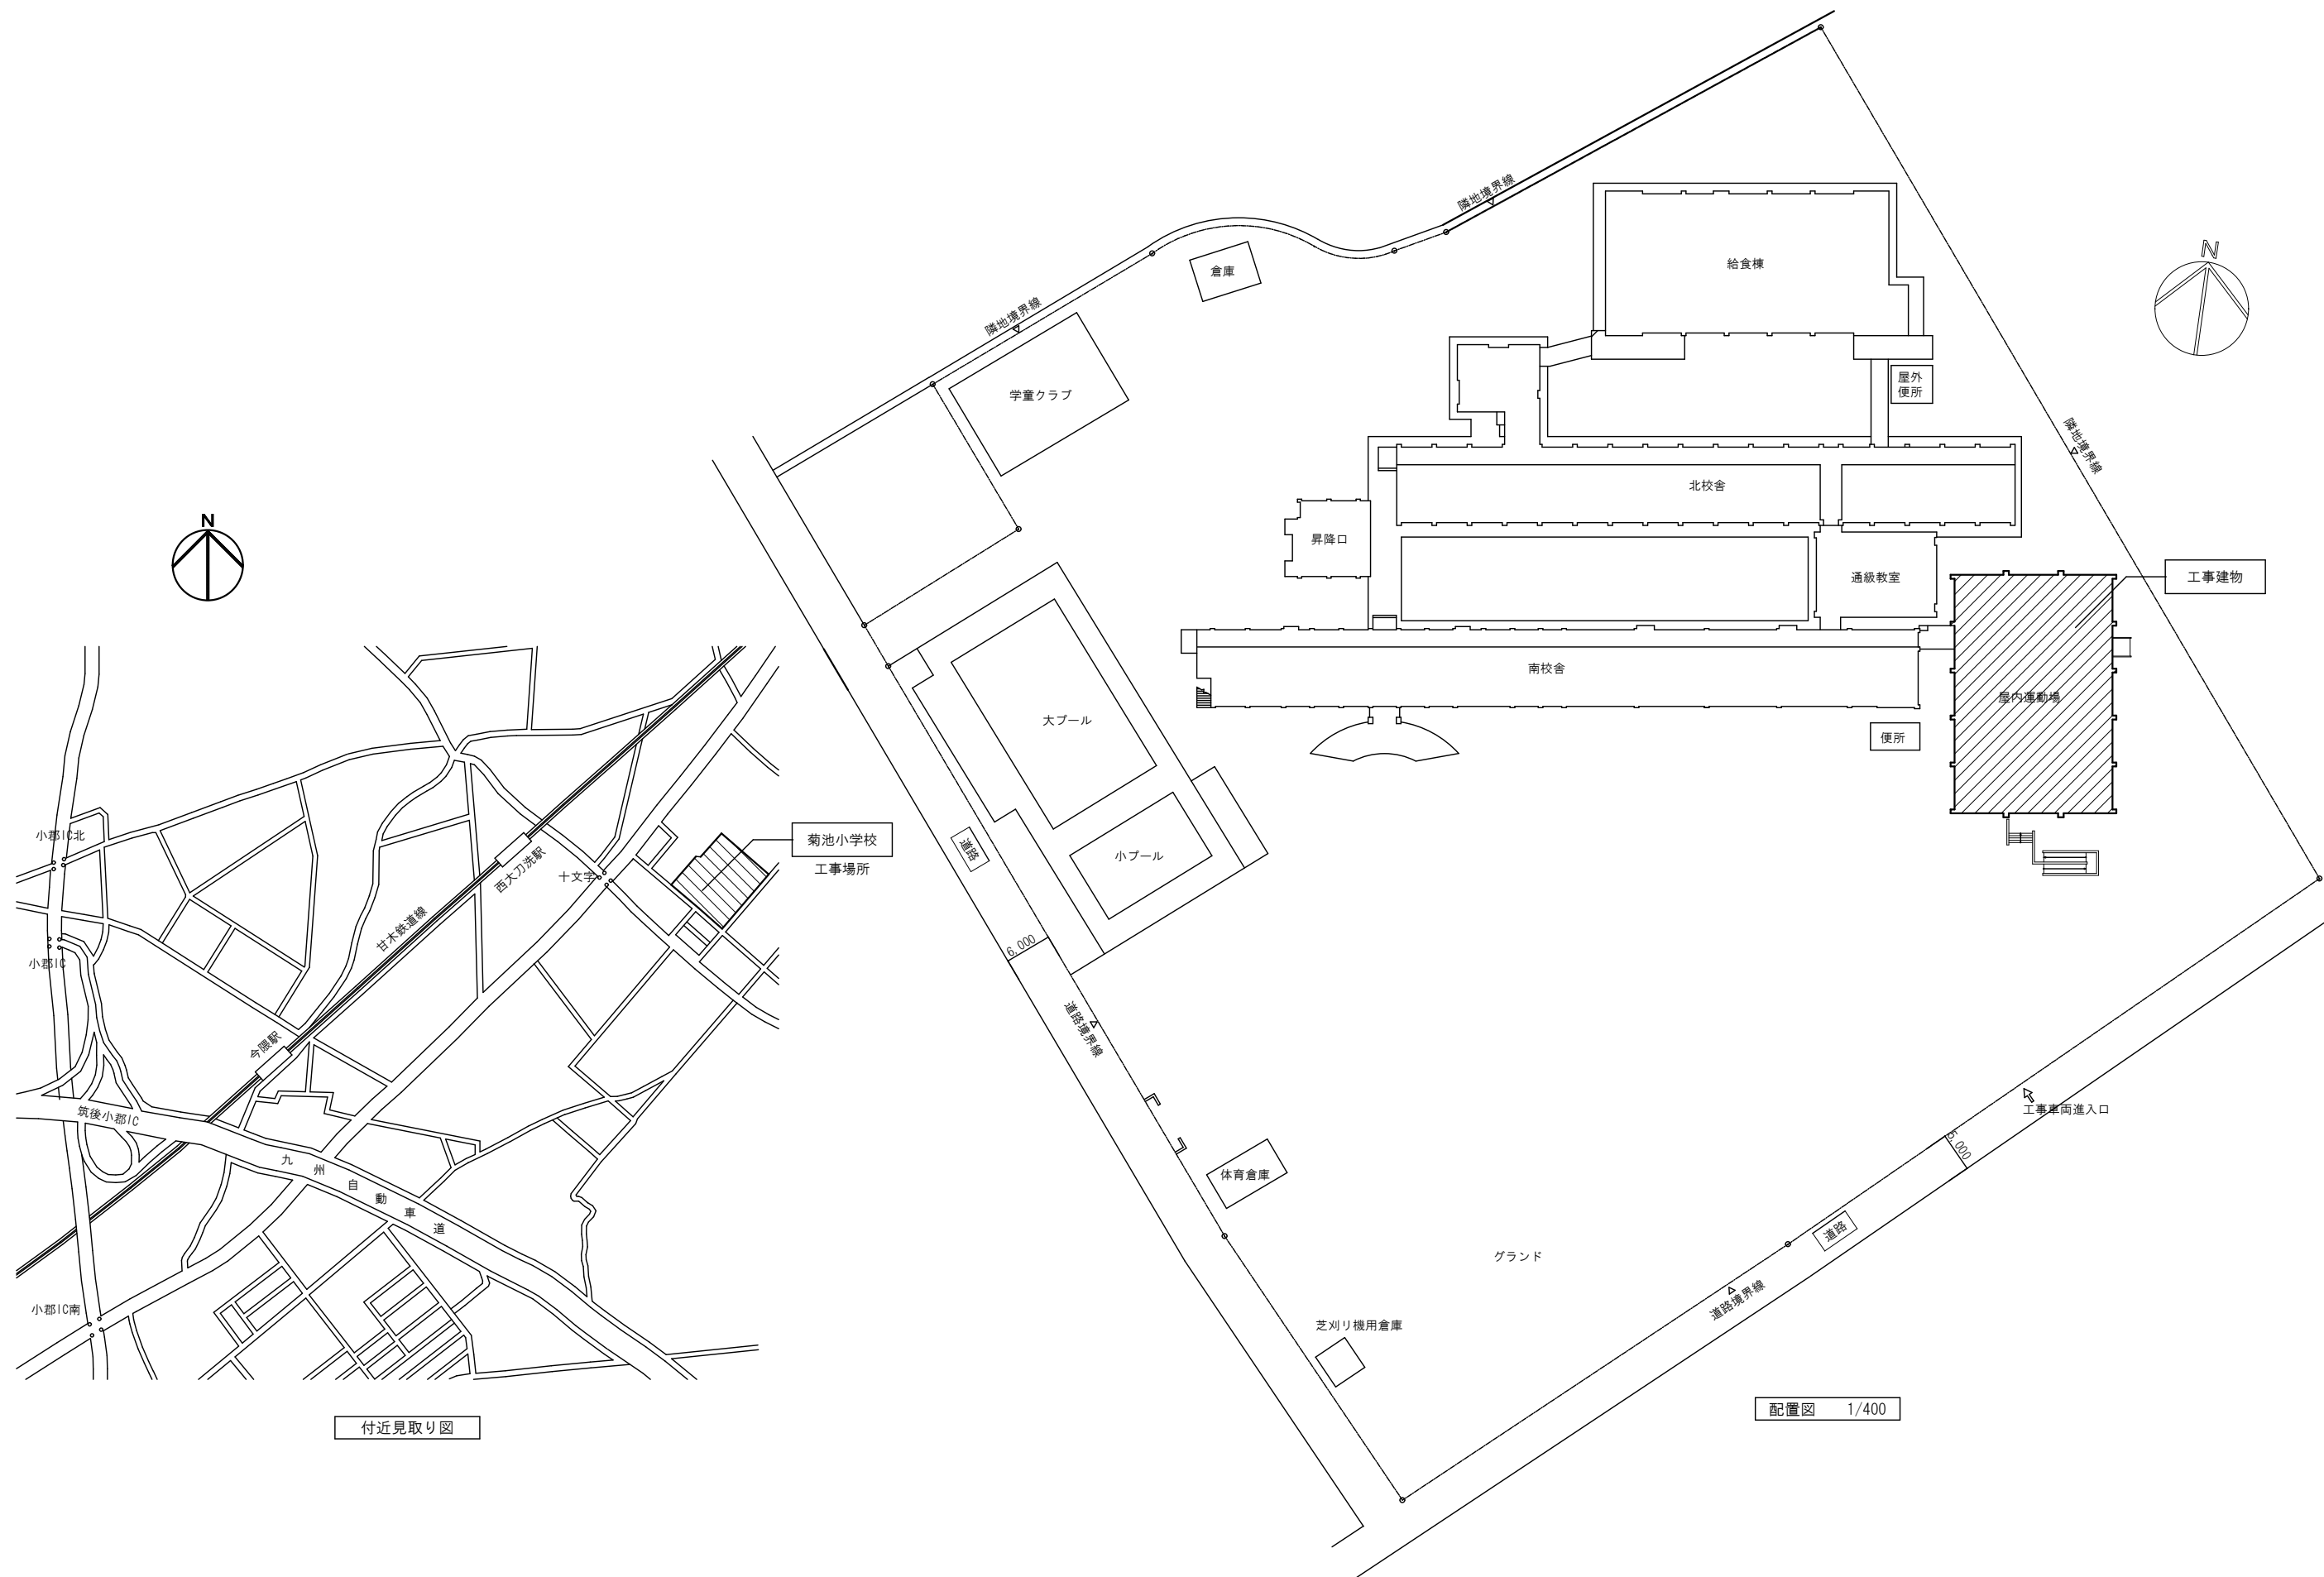 隣地境界線
倉庫
給食棟
N
隣地境界線
学童クラブ
屋外
便所
隣地境界線
北校舎
N
昇降口
通級教室
工事建物
南校舎
屋内運動場
大プール
便所
小郡IC北
菊池小学校
工事場所
道路
小プール
西大刀洗駅
十文字
甘木鉄道線
小郡IC
6,000
今隈駅
道路境界線
筑後小郡IC
九州自動車道
工事車両進入口
5,000
体育倉庫
道路
グランド
小郡IC南
道路境界線
芝刈り機用倉庫
配置図 1/400
付近見取り図